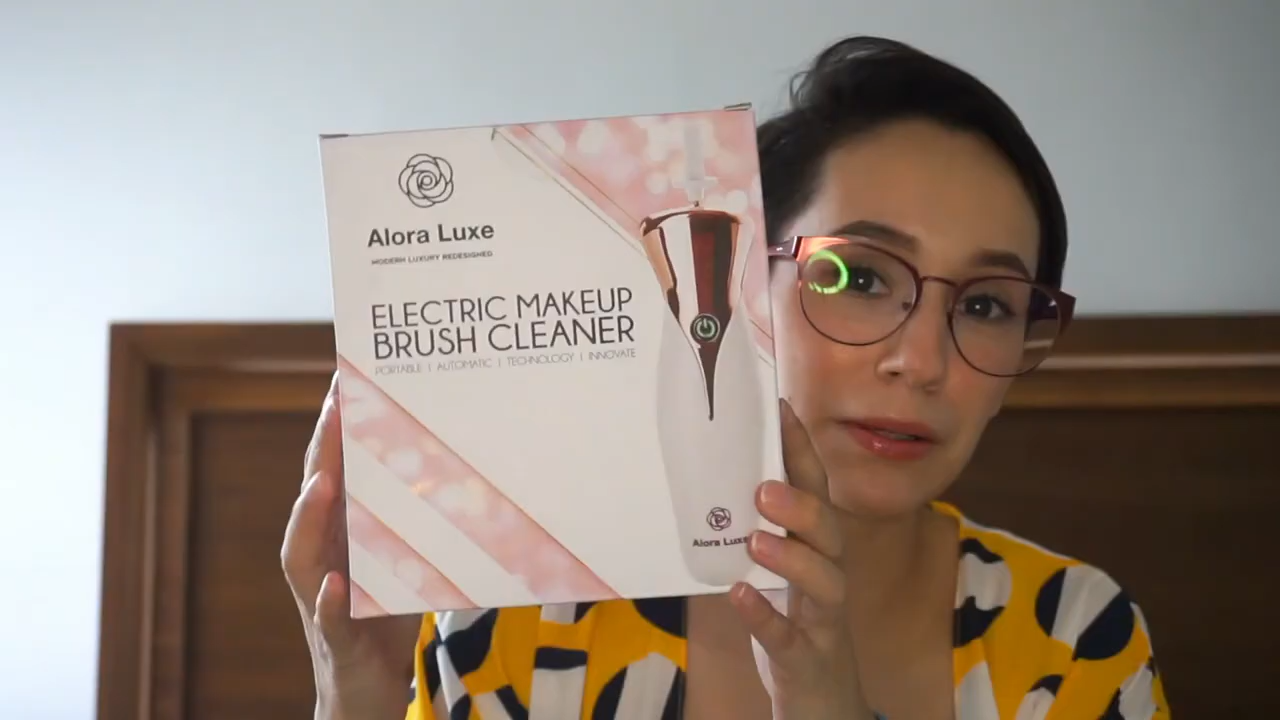 Alora Luxe
MODERN LUXURY REDESIGNED
ELECTRIC MAKEUP
BRUSH CLEANER
PORTABLE | AUTOMATIC | TECHNOLOGY | INNOVATE
Alora Luxe